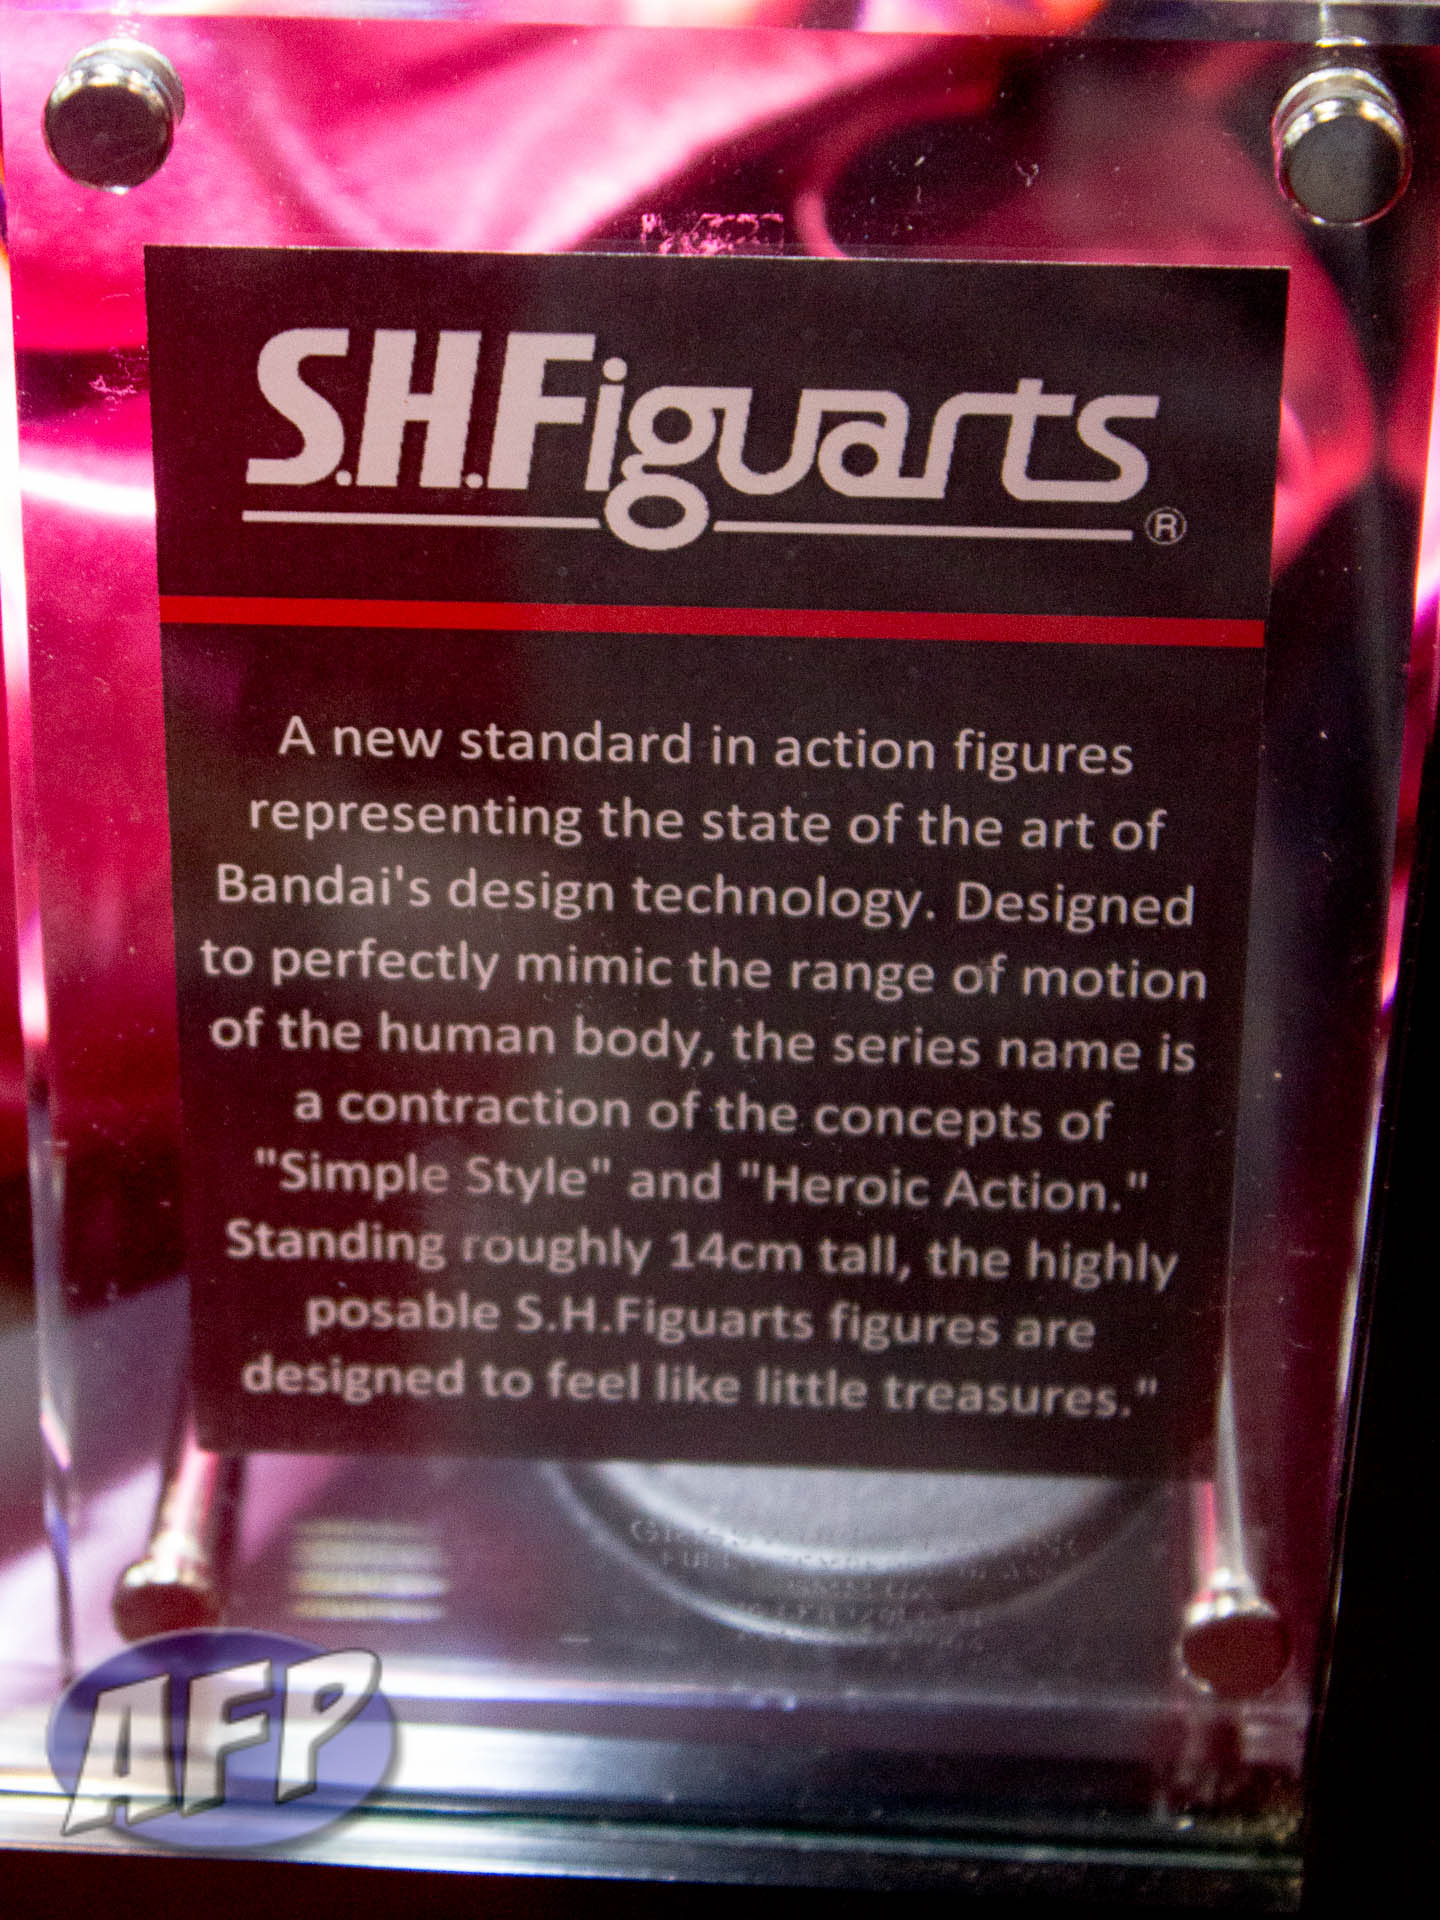 S.H.Figuarts®
A new standard in action figures
representing the state of the art of
Bandai's design technology. Designed
to perfectly mimic the range of motion
of the human body, the series name is
a contraction of the concepts of
"Simple Style" and "Heroic Action."
Standing roughly 14cm tall, the highly
posable S.H.Figuarts figures are
designed to feel like little treasures."
AFP